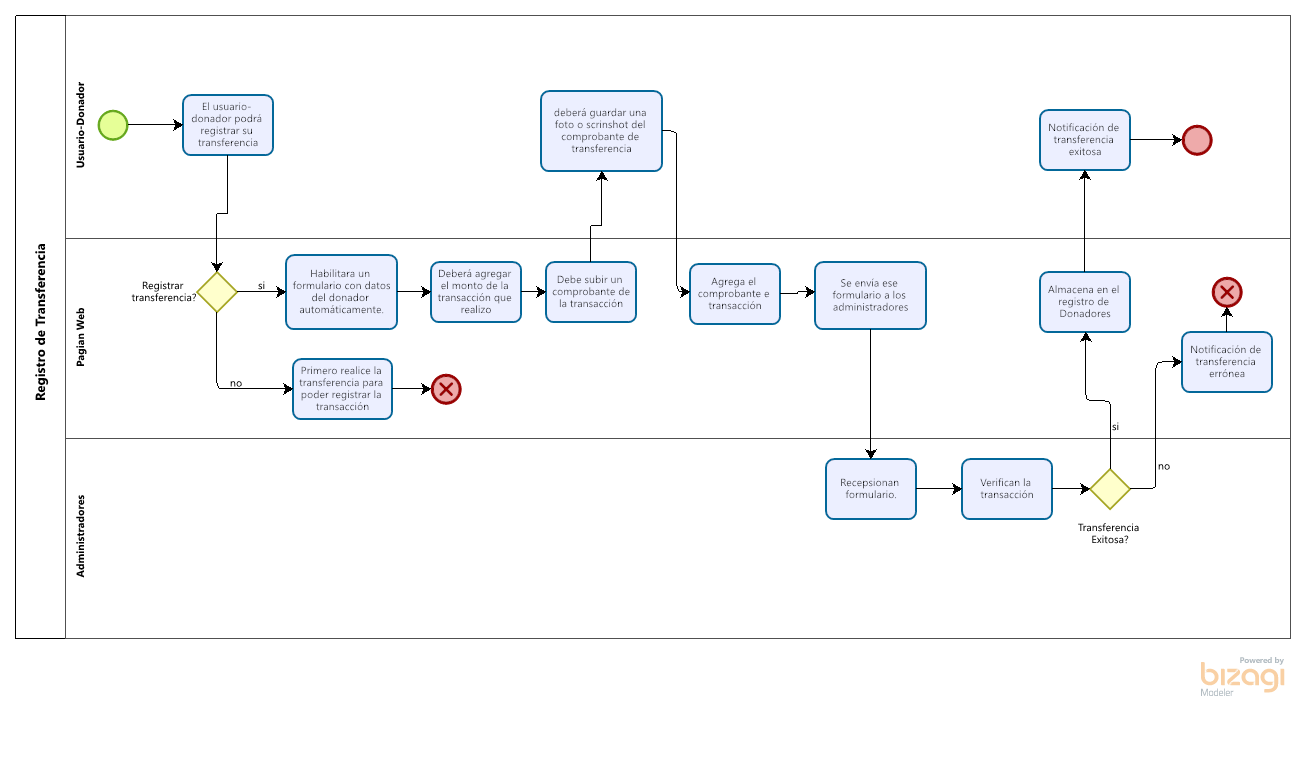 Registro de Transferencia
Usuario-Donador
El usuario-
donador podrá
registrar su
transferencia
deberá guardar una
foto o scrinshot del
comprobante de
transferencia
Notificación de
transferencia
exitosa
Pagian Web
Registrar
transferencia?
si
Habilitara un
formulario con datos
del donador
automáticamente.
Deberá agregar
el monto de la
transacción que
realizo
Debe subir un
comprobante de
la transacción
Agrega el
comprobante e
transacción
Se envía ese
formulario a los
administradores
Almacena en el
registro de
Donadores
Notificación de
transferencia
errónea
no
Primero realice la
transferencia para
poder registrar la
transacción
si
no
Administradores
Recepsionan
formulario.
Verifican la
transacción
Transferencia
Exitosa?
Powered by
bizagi
Modeler